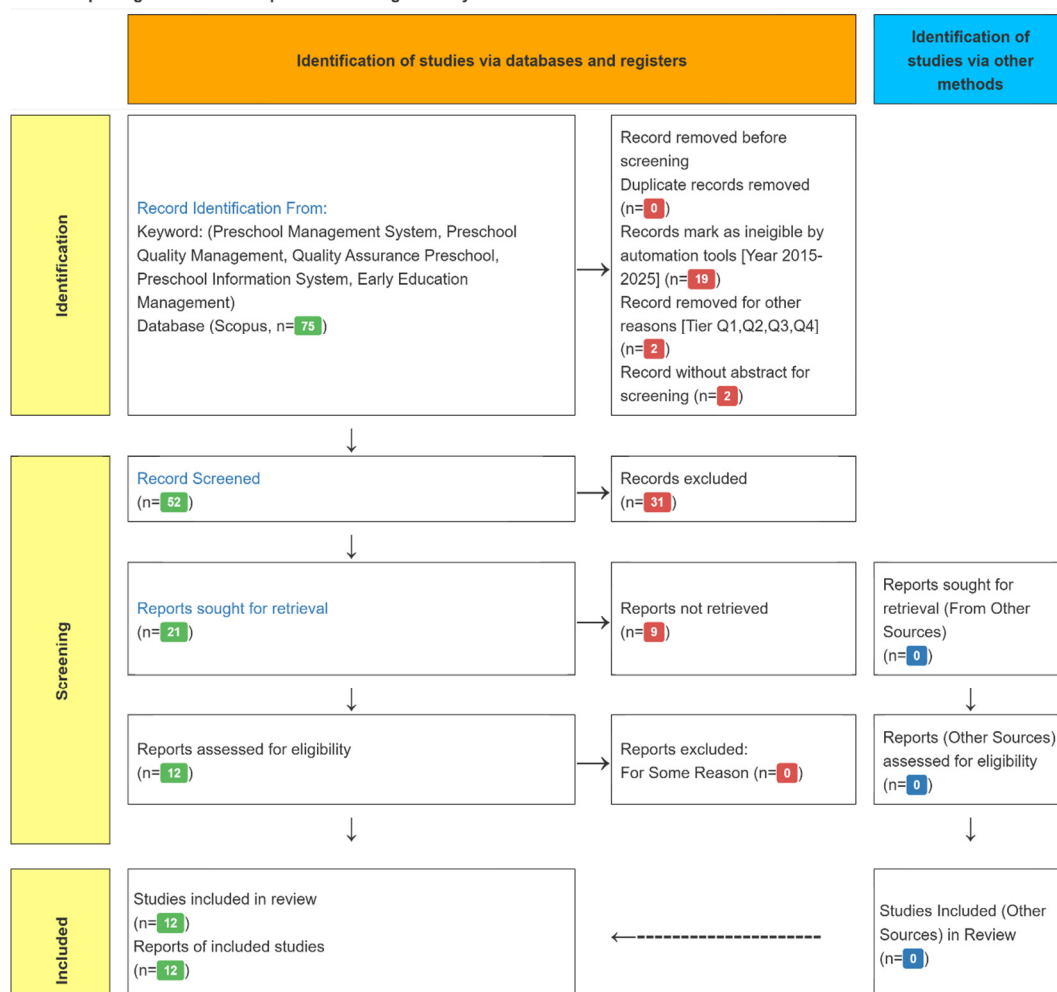 Identification of studies via databases and registers
Identification of
studies via other
methods
Identification
Record Identification From:
Keyword: (Preschool Management System, Preschool
Quality Management, Quality Assurance Preschool,
Preschool Information System, Early Education
Management)
Database (Scopus, n=75)
Record removed before
screening
Duplicate records removed
(n=0)
Records mark as ineigible by
automation tools [Year 2015-
2025] (n=19)
Record removed for other
reasons [Tier Q1,Q2,Q3,Q4]
(n=2)
Record without abstract for
screening (n=2)
Screening
Record Screened
(n=52)
Records excluded
(n=31)
Reports sought for retrieval
(n=21)
Reports not retrieved
(n=9)
Reports sought for
retrieval (From Other
Sources)
(n=0)
Reports assessed for eligibility
(n=12)
Reports excluded:
For Some Reason (n=0)
Reports (Other Sources)
assessed for eligibility
(n=0)
Included
Studies included in review
(n=12)
Reports of included studies
(n=12)
Studies Included (Other
Sources) in Review
(n=0)